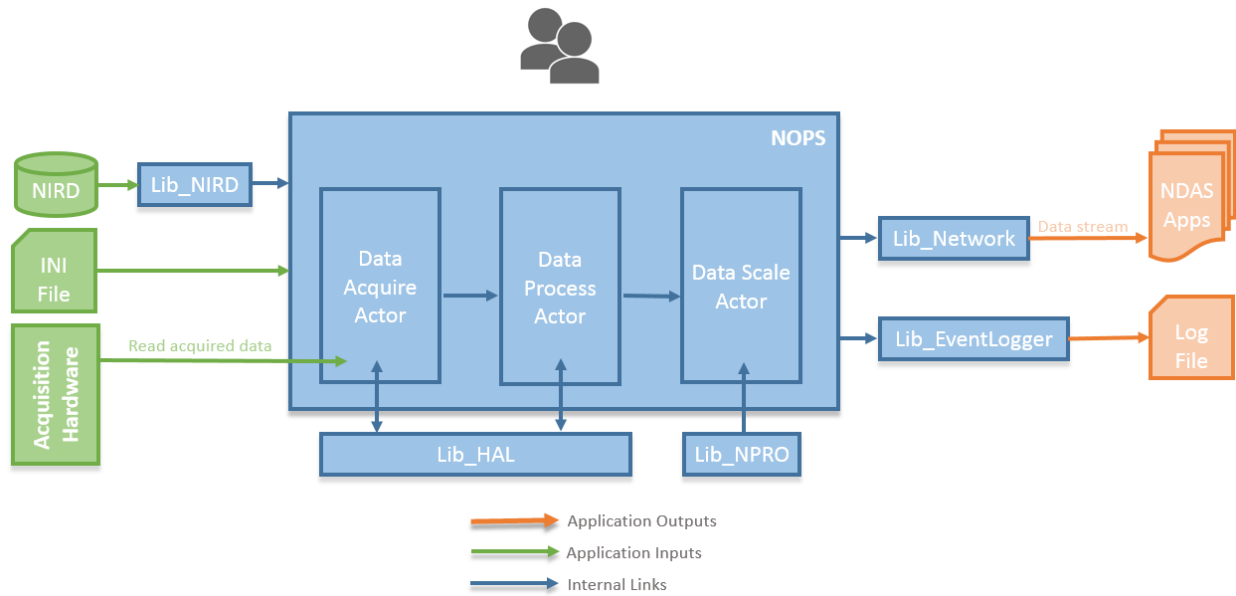 NOPS
NIRD
Lib_NIRD
INI
File
Acquisition
Hardware
Read acquired data
Data
Acquire
Actor
Data
Process
Actor
Data Scale
Actor
Lib_HAL
Lib_NPRO
Lib_Network
Data stream
NDAS
Apps
Lib_EventLogger
Log
File
Application Outputs
Application Inputs
Internal Links